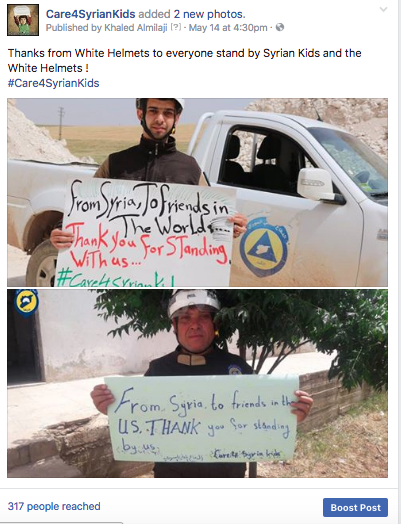 Care4SyrianKids added 2 new photos.
Published by Khaled Almilaji [?] · May 14 at 4:30pm ·
Thanks from White Helmets to everyone stand by Syrian Kids and the
White Helmets !
#Care4SyrianKids
from Syria, To friends in
The World...
Thank you for STanding
With us...
#Care4SyrianKid
From, Syria, to friends in the
US. THANK you for standing
by us.
Care4 Syria kids
317 people reached
Boost Post